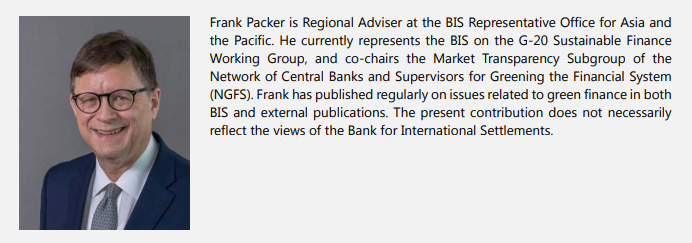 Frank Packer is Regional Adviser at the BIS Representative Office for Asia and
the Pacific. He currently represents the BIS on the G-20 Sustainable Finance
Working Group, and co-chairs the Market Transparency Subgroup of the
Network of Central Banks and Supervisors for Greening the Financial System
(NGFS). Frank has published regularly on issues related to green finance in both
BIS and external publications. The present contribution does not necessarily
reflect the views of the Bank for International Settlements.